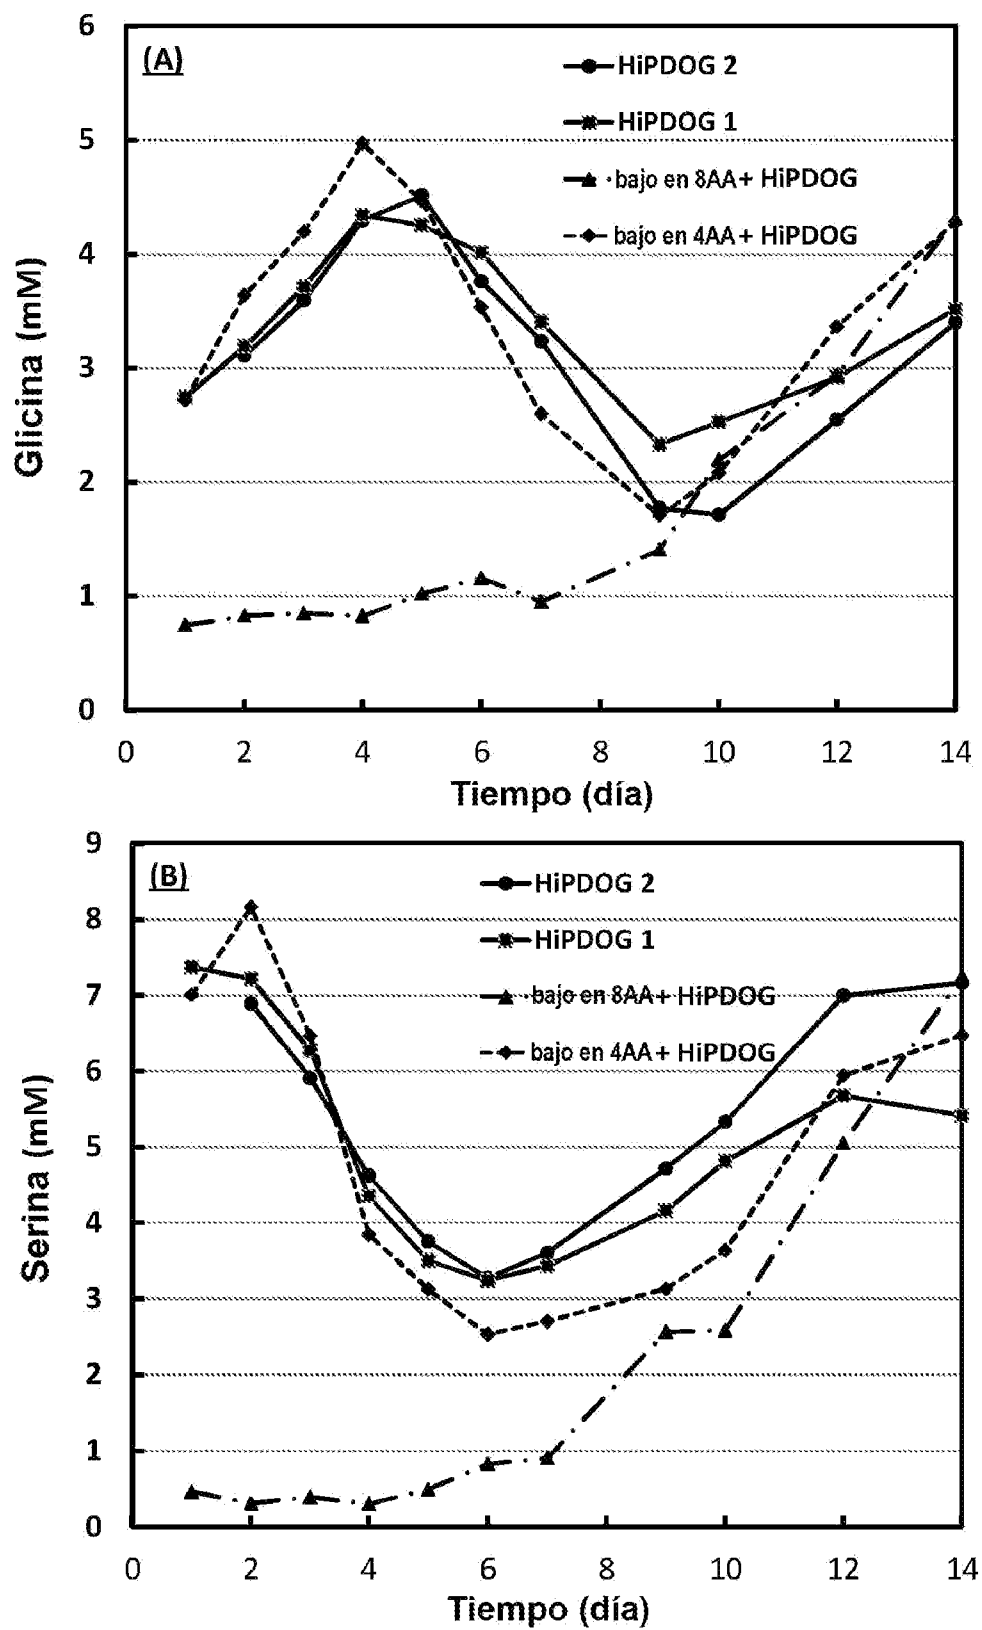 (A)
HiPDOG 2
HiPDOG 1
bajo en 8AA+ HiPDOG
bajo en 4AA+ HiPDOG
Glicina (mM)
6
5
4
3
2
1
0
0 2 4 6 8 10 12 14
Tiempo (día)
(B)
HiPDOG 2
HiPDOG 1
bajo en 8AA+ HiPDOG
bajo en 4AA+ HiPDOG
Serina (mM)
9
8
7
6
5
4
3
2
1
0
0 2 4 6 8 10 12 14
Tiempo (día)